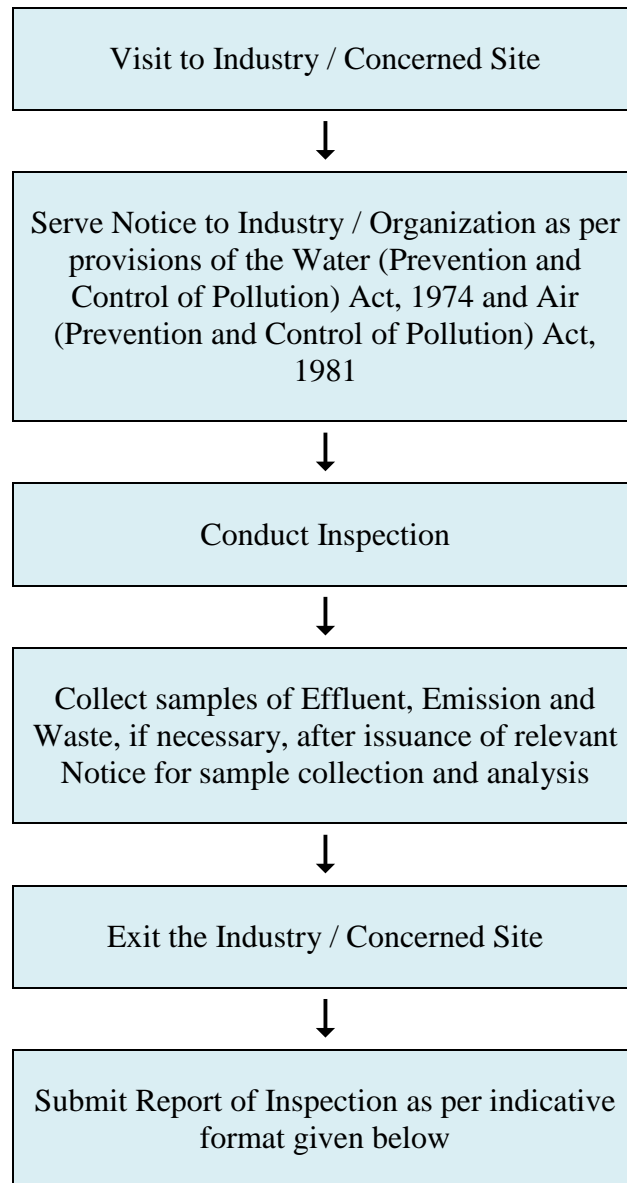 Visit to Industry / Concerned Site
Serve Notice to Industry / Organization as per
provisions of the Water (Prevention and
Control of Pollution) Act, 1974 and Air
(Prevention and Control of Pollution) Act,
1981
Conduct Inspection
Collect samples of Effluent, Emission and
Waste, if necessary, after issuance of relevant
Notice for sample collection and analysis
Exit the Industry / Concerned Site
Submit Report of Inspection as per indicative
format given below